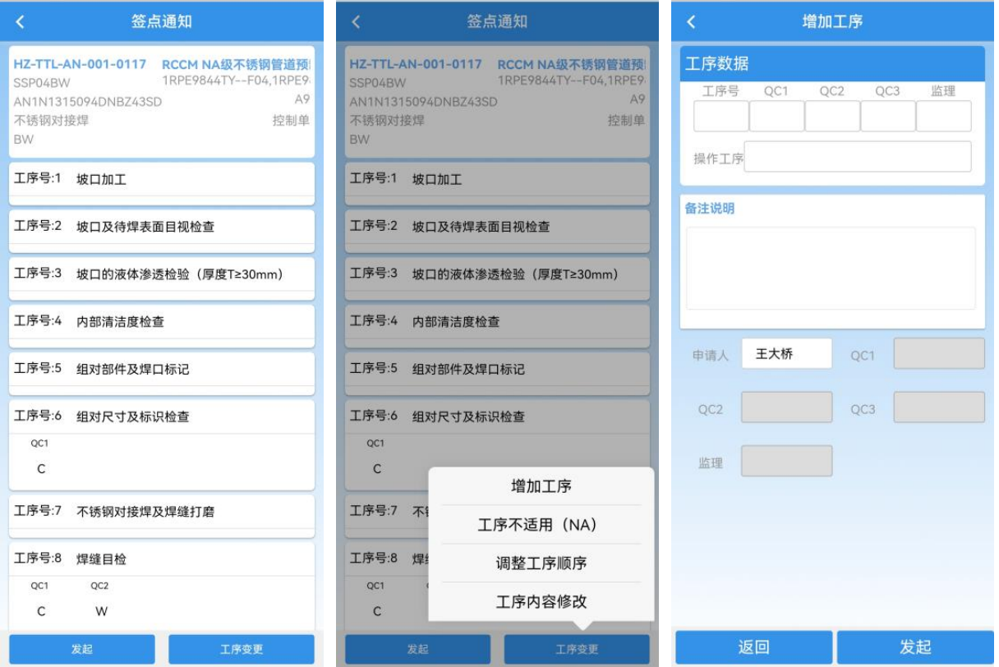 签点通知
HZ-TTL-AN-001-0117 RCCM NA级不锈钢管道预
SSP04BW 1RPE9844TY--F04,1RPE9
AN1N1315094DNBZ43SD A9
不锈钢对接焊 控制单
BW
工序号:1 坡口加工
工序号:2 坡口及待焊表面目视检查
工序号:3 坡口的液体渗透检验（厚度T≥30mm）
工序号:4 内部清洁度检查
工序号:5 组对部件及焊口标记
工序号:6 组对尺寸及标识检查
QC1
C
工序号:7 不锈钢对接焊及焊缝打磨
工序号:8 焊缝目检
QC1 QC2
C W
发起 工序变更
签点通知
HZ-TTL-AN-001-0117 RCCM NA级不锈钢管道预
SSP04BW 1RPE9844TY--F04,1RPE9
AN1N1315094DNBZ43SD A9
不锈钢对接焊 控制单
BW
工序号:1 坡口加工
工序号:2 坡口及待焊表面目视检查
工序号:3 坡口的液体渗透检验（厚度T≥30mm）
工序号:4 内部清洁度检查
工序号:5 组对部件及焊口标记
工序号:6 组对尺寸及标识检查
QC1
C
工序号:7 不
工序号:8 焊
QC1
C
增加工序
工序不适用（NA）
调整工序顺序
工序内容修改
发起 工序变更
增加工序
工序数据
工序号 QC1 QC2 QC3 监理
操作工序
备注说明
申请人 王大桥 QC1
QC2 QC3
监理
返回 发起